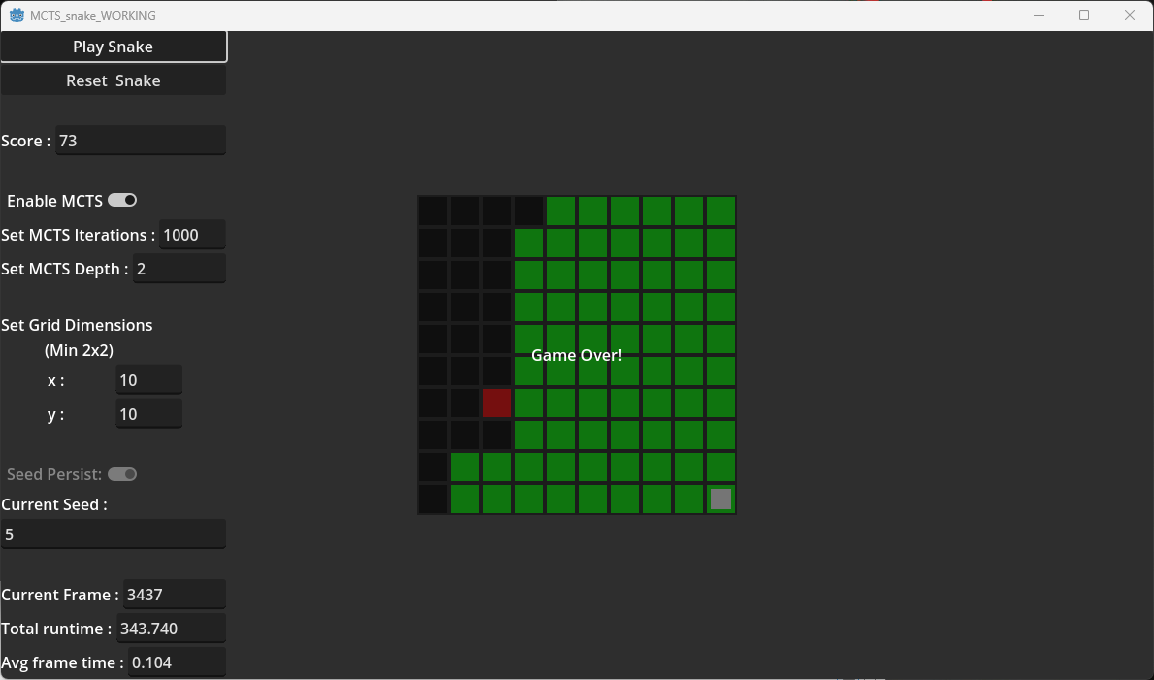 MCTS_snake_WORKING
Play Snake
Reset Snake
Score : 73
Enable MCTS
Set MCTS Iterations : 1000
Set MCTS Depth : 2
Set Grid Dimensions
(Min 2x2)
x : 10
y : 10
Game Over!
Seed Persist:
Current Seed :
5
Current Frame : 3437
Total runtime : 343.740
Avg frame time : 0.104